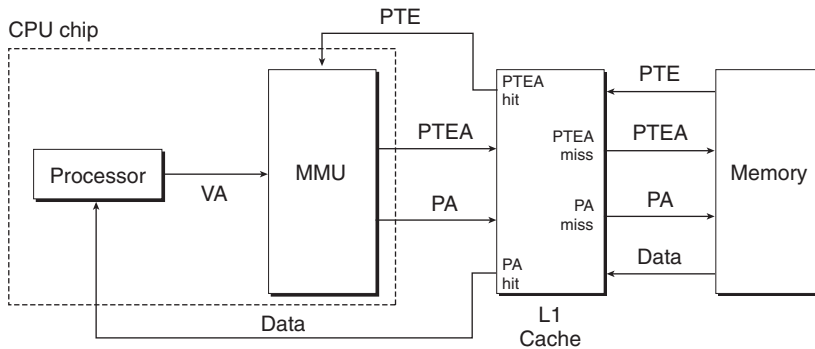 PTE
CPU chip
PTEA
hit
PTE
PTEA
PTEA
miss
PTEA
Processor
MMU
Memory
VA
PA
PA
miss
PA
PA
hit
Data
Data
L1
Cache